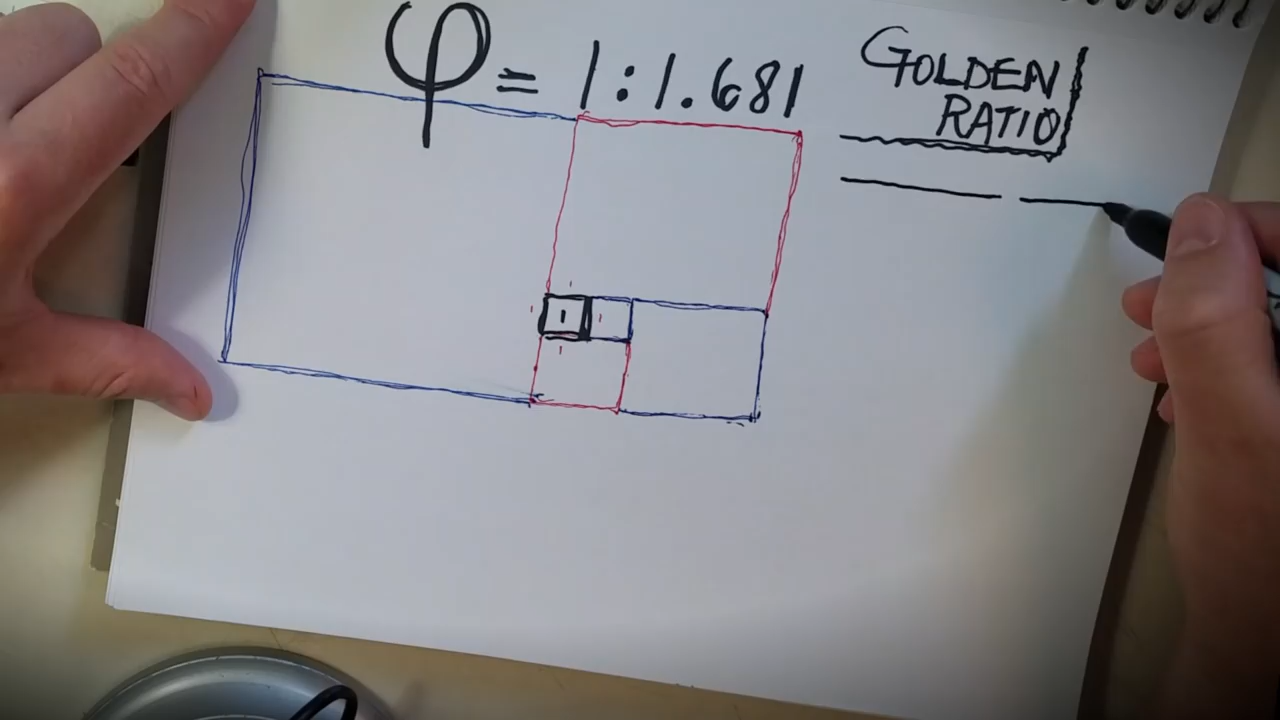 φ = 1:1.681
GOLDEN
RATIO
1